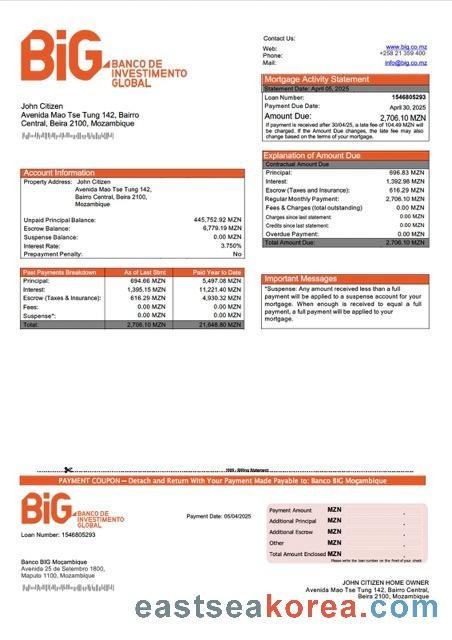 BiG BANCO DE
INVESTIMENTO
GLOBAL
Contact Us:
Web: www.big.co.mz
Phone: +258 21 359 400
Mail: info@big.co.mz
John Citizen
Avenida Mao Tse Tung 142, Bairro
Central, Beira 2100, Mozambique
Mortgage Activity Statement
Statement Date: April 05, 2025
Loan Number: 1546805293
Payment Due Date: April 30, 2025
Amount Due: 2,706.10 MZN
If payment is received after 30/04/25, a late fee of 104.49 MZN will
be charged. If the Amount Due changes, the late fee may also
change based on the terms of your mortgage.
Explanation of Amount Due
Contractual Amount Due
Principal: 696.83 MZN
Interest: 1,392.98 MZN
Escrow (Taxes and Insurance): 616.29 MZN
Regular Monthly Payment: 2,706.10 MZN
Fees & Charges (total outstanding) 0.00 MZN
Charges since last statement: 0.00 MZN
Credits since last statement: 0.00 MZN
Overdue Payment: 0.00 MZN
Total Amount Due: 2,706.10 MZN
Account Information
Property Address: John Citizen
Avenida Mao Tse Tung 142,
Bairro Central, Beira 2100,
Mozambique
Unpaid Principal Balance: 445,752.92 MZN
Escrow Balance: 6,779.19 MZN
Suspense Balance: 0.00 MZN
Interest Rate: 3.750%
Prepayment Penalty: No
Past Payments Breakdown As of Last Stmt Paid Year to Date
Principal: 694.66 MZN 5,497.08 MZN
Interest: 1,395.15 MZN 11,221.40 MZN
Escrow (Taxes & Insurance): 616.29 MZN 4,930.32 MZN
Fees: 0.00 MZN 0.00 MZN
Suspense*: 0.00 MZN 0.00 MZN
Total: 2,706.10 MZN 21,648.80 MZN
Important Messages
*Suspense: Any amount received less than a full
payment will be applied to a suspense account for your
mortgage. When enough is received to equal a full
payment, a full payment will be applied to your
mortgage.
PAYMENT COUPON – Detach and Return With Your Payment Made Payable to: Banco BIG Moçambique
BiG BANCO DE
INVESTIMENTO
GLOBAL
Loan Number: 1546805293
Payment Date: 05/04/2025
Payment Amount MZN .
Additional Principal MZN .
Additional Escrow MZN .
Other MZN .
Total Amount Enclosed MZN .
Please write the loan number on the front of your check
Banco BIG Moçambique
Avenida 25 de Setembro 1800,
Maputo 1100, Mozambique
JOHN CITIZEN HOME OWNER
Avenida Mao Tse Tung 142, Bairro Central,
Beira 2100, Mozambique
eastseakorea.com